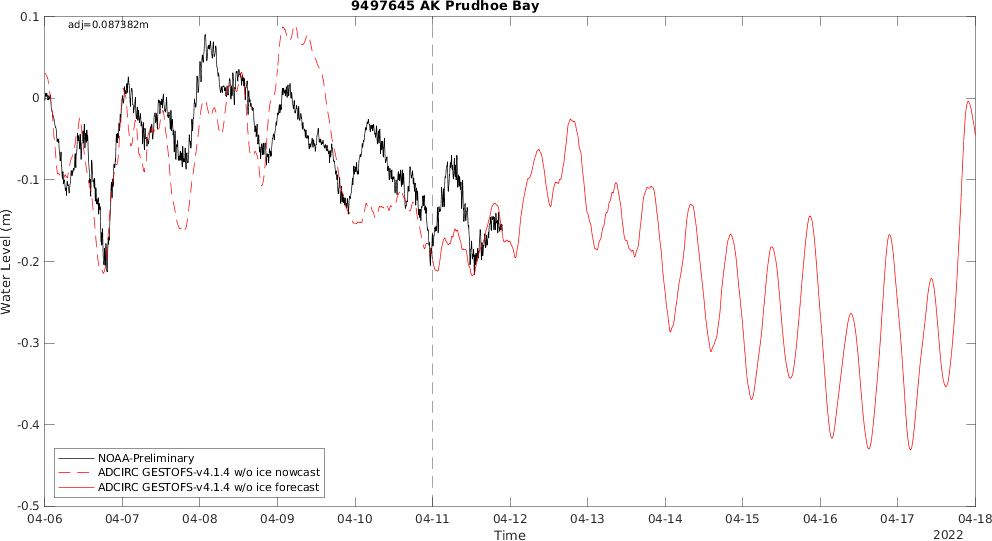 9497645 AK Prudhoe Bay
adj=0.087382m
0.1
0
-0.1
-0.2
-0.3
-0.4
-0.5
Water Level (m)
NOAA-Preliminary
ADCIRC GESTOFS-v4.1.4 w/o ice nowcast
ADCIRC GESTOFS-v4.1.4 w/o ice forecast
04-06 04-07 04-08 04-09 04-10 04-11 04-12 04-13 04-14 04-15 04-16 04-17 04-18
Time
2022